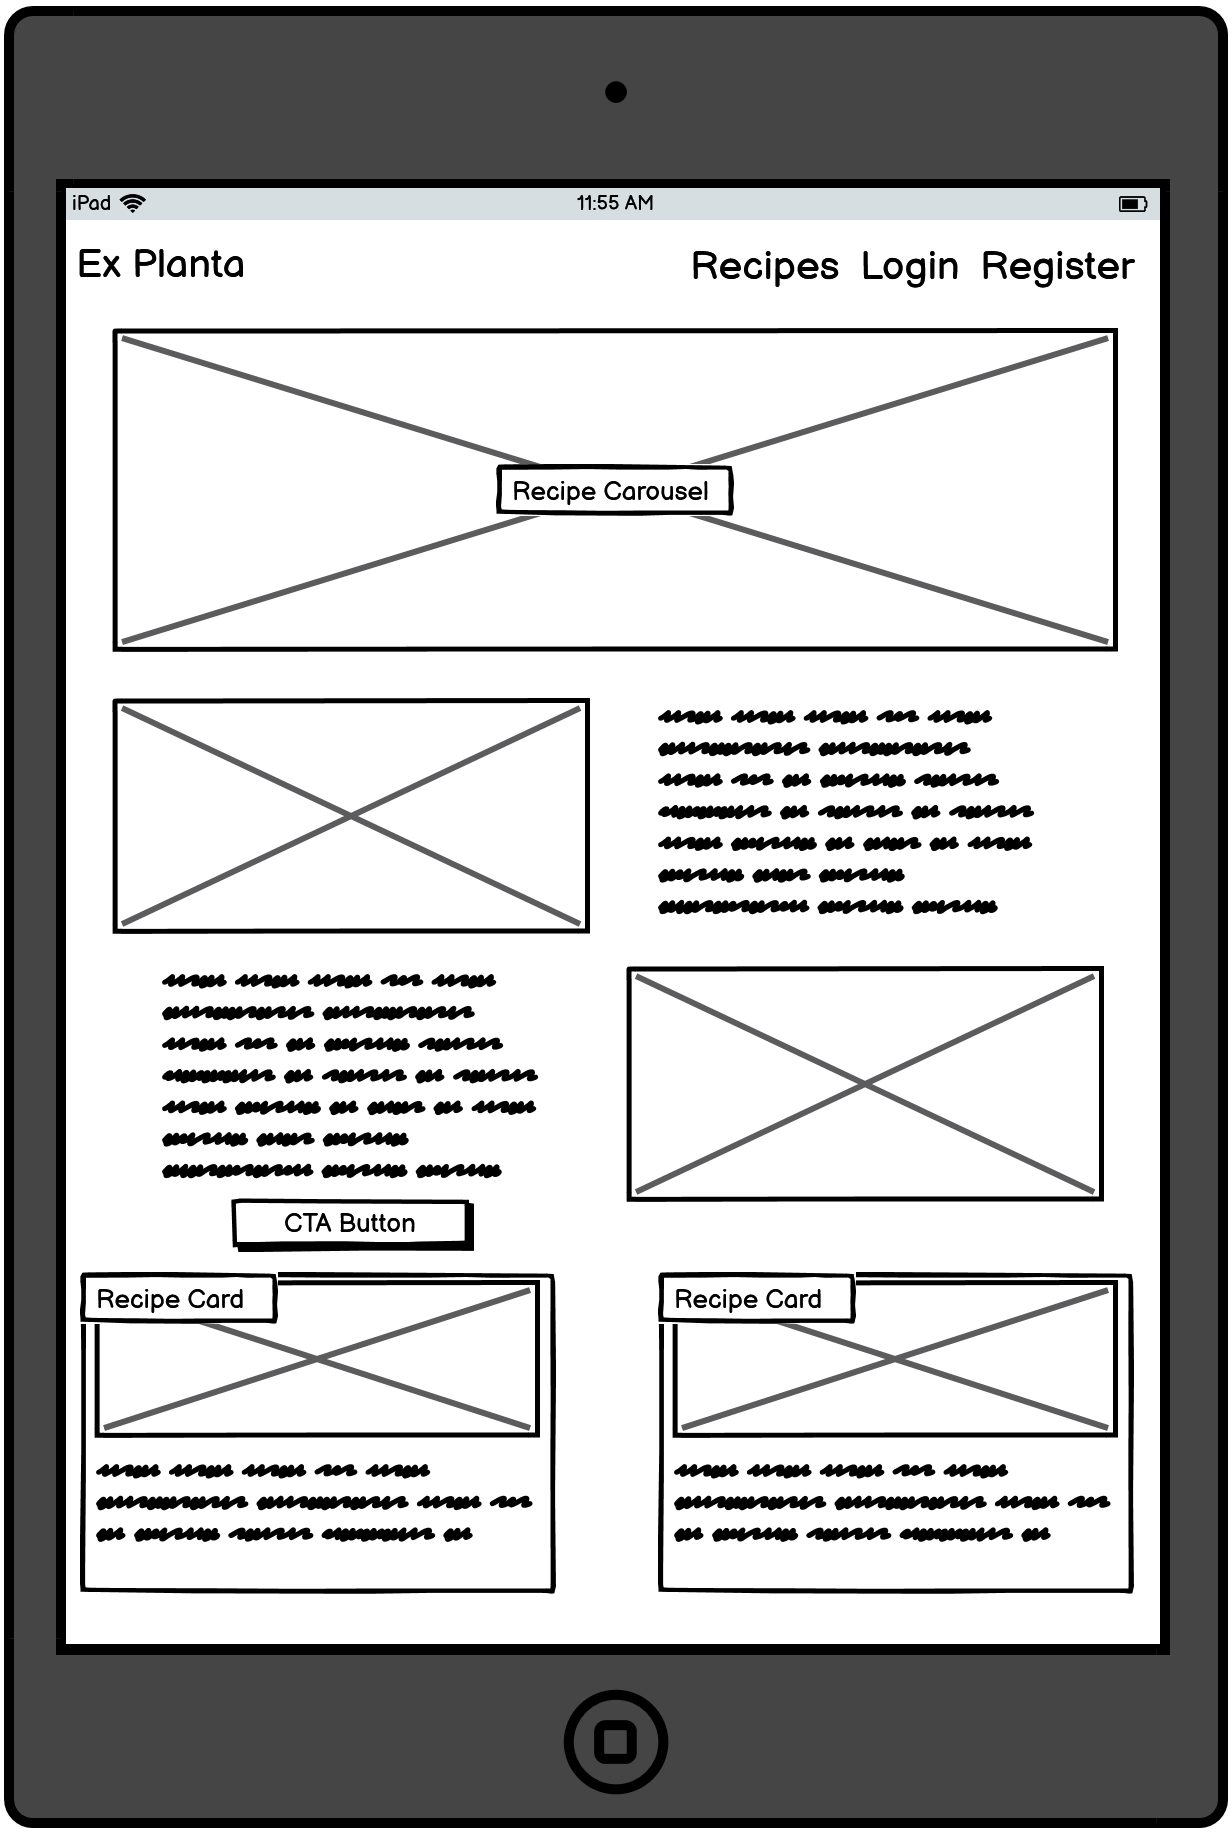 iPad 11:55 AM
Ex Planta Recipes Login Register
Recipe Carousel
CTA Button
Recipe Card Recipe Card